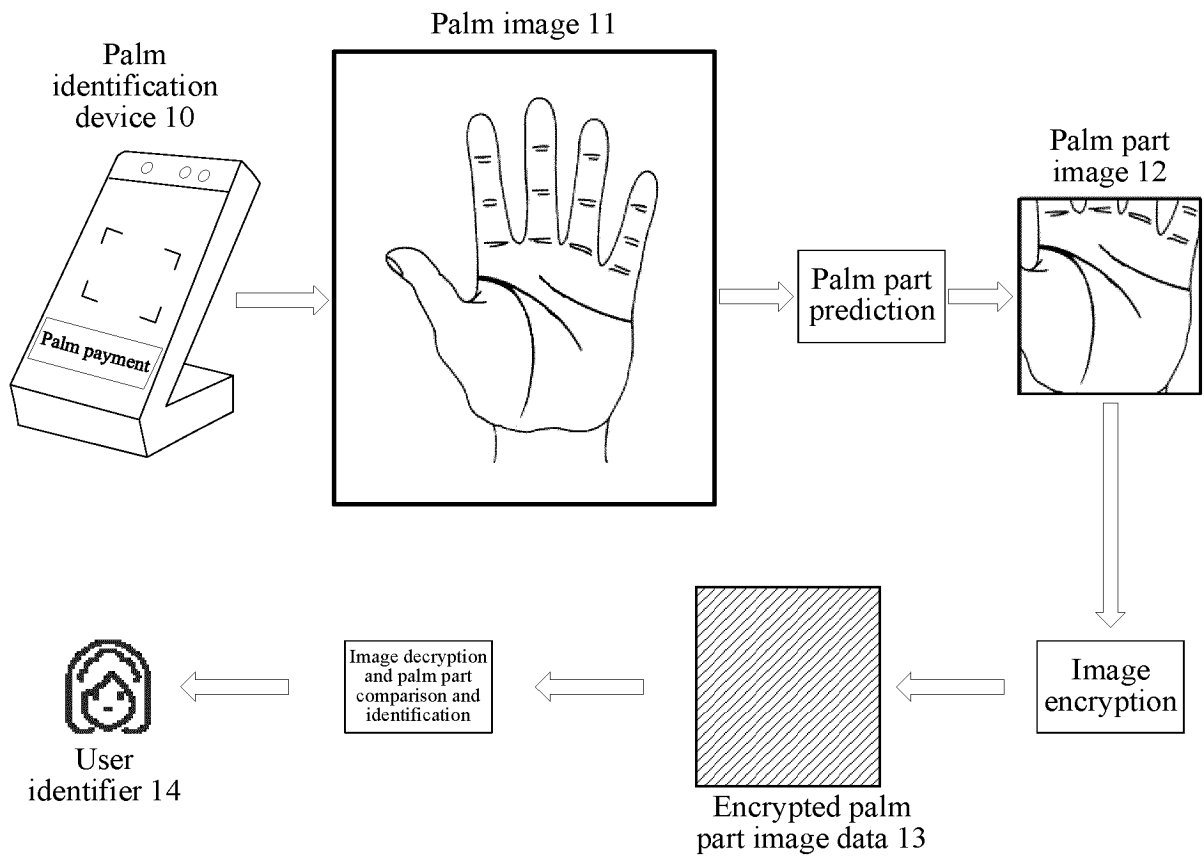 Palm image 11
Palm
identification
device 10
Palm payment
Palm part
prediction
Palm part
image 12
Image
encryption
Encrypted palm
part image data 13
Image decryption
and palm part
comparison and
identification
User
identifier 14